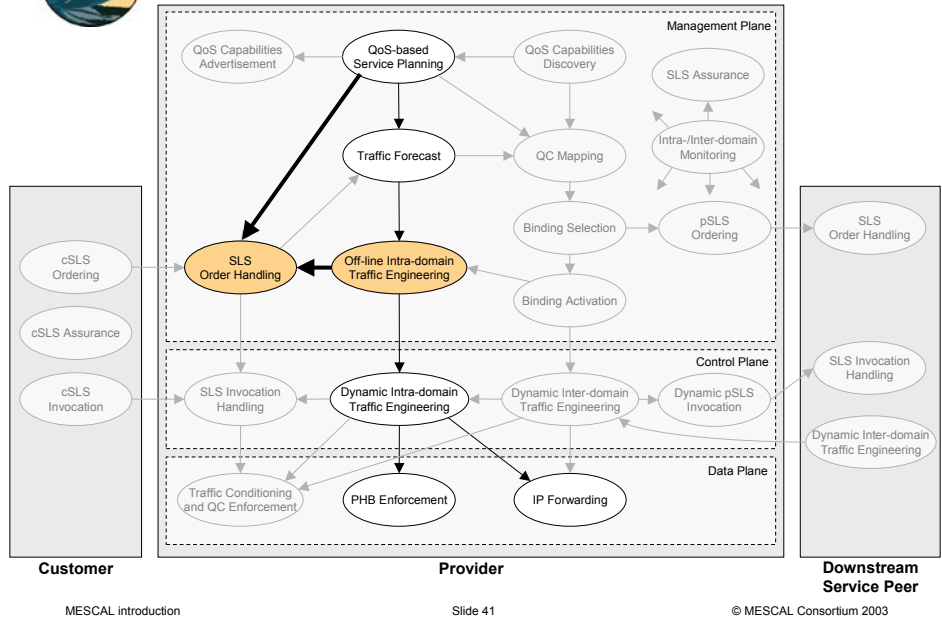 Management Plane
QoS Capabilities
Advertisement
QoS-based
Service Planning
QoS Capabilities
Discovery
SLS Assurance
Traffic Forecast
QC Mapping
Intra-/Inter-domain
Monitoring
Binding Selection
pSLS
Ordering
SLS
Order Handling
cSLS
Ordering
SLS
Order Handling
Off-line Intra-domain
Traffic Engineering
Binding Activation
cSLS Assurance
Control Plane
cSLS
Invocation
SLS Invocation
Handling
Dynamic Intra-domain
Traffic Engineering
Dynamic Inter-domain
Traffic Engineering
Dynamic pSLS
Invocation
SLS Invocation
Handling
Dynamic Inter-domain
Traffic Engineering
Data Plane
Traffic Conditioning
and QC Enforcement
PHB Enforcement
IP Forwarding
Customer
Provider
Downstream
Service Peer
MESCAL introduction
Slide 41
© MESCAL Consortium 2003